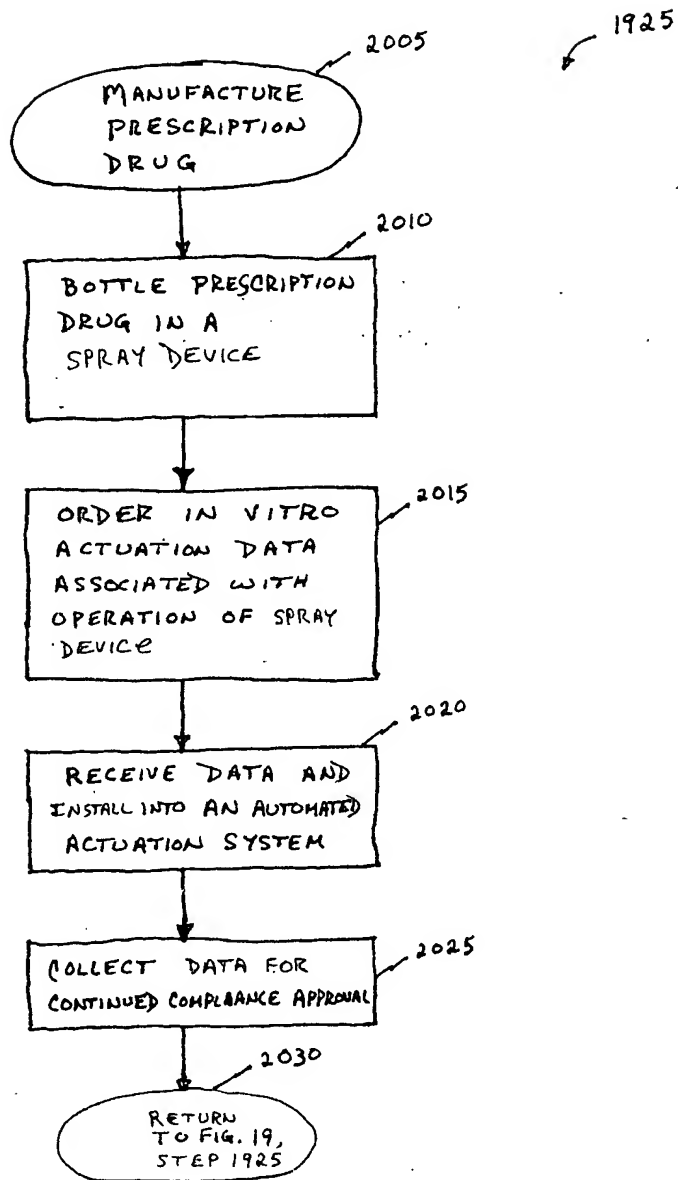 1925
2005
MANUFACTURE
PRESCRIPTION
DRUG
2010
BOTTLE PRESCRIPTION
DRUG IN A
SPRAY DEVICE
2015
ORDER IN VITRO
ACTUATION DATA
ASSOCIATED WITH
OPERATION OF SPRAY
DEVICE
2020
RECEIVE DATA AND
INSTALL INTO AN AUTOMATED
ACTUATION SYSTEM
2025
COLLECT DATA FOR
CONTINUED COMPLIANCE APPROVAL
2030
RETURN
TO FIG. 19,
STEP 1925